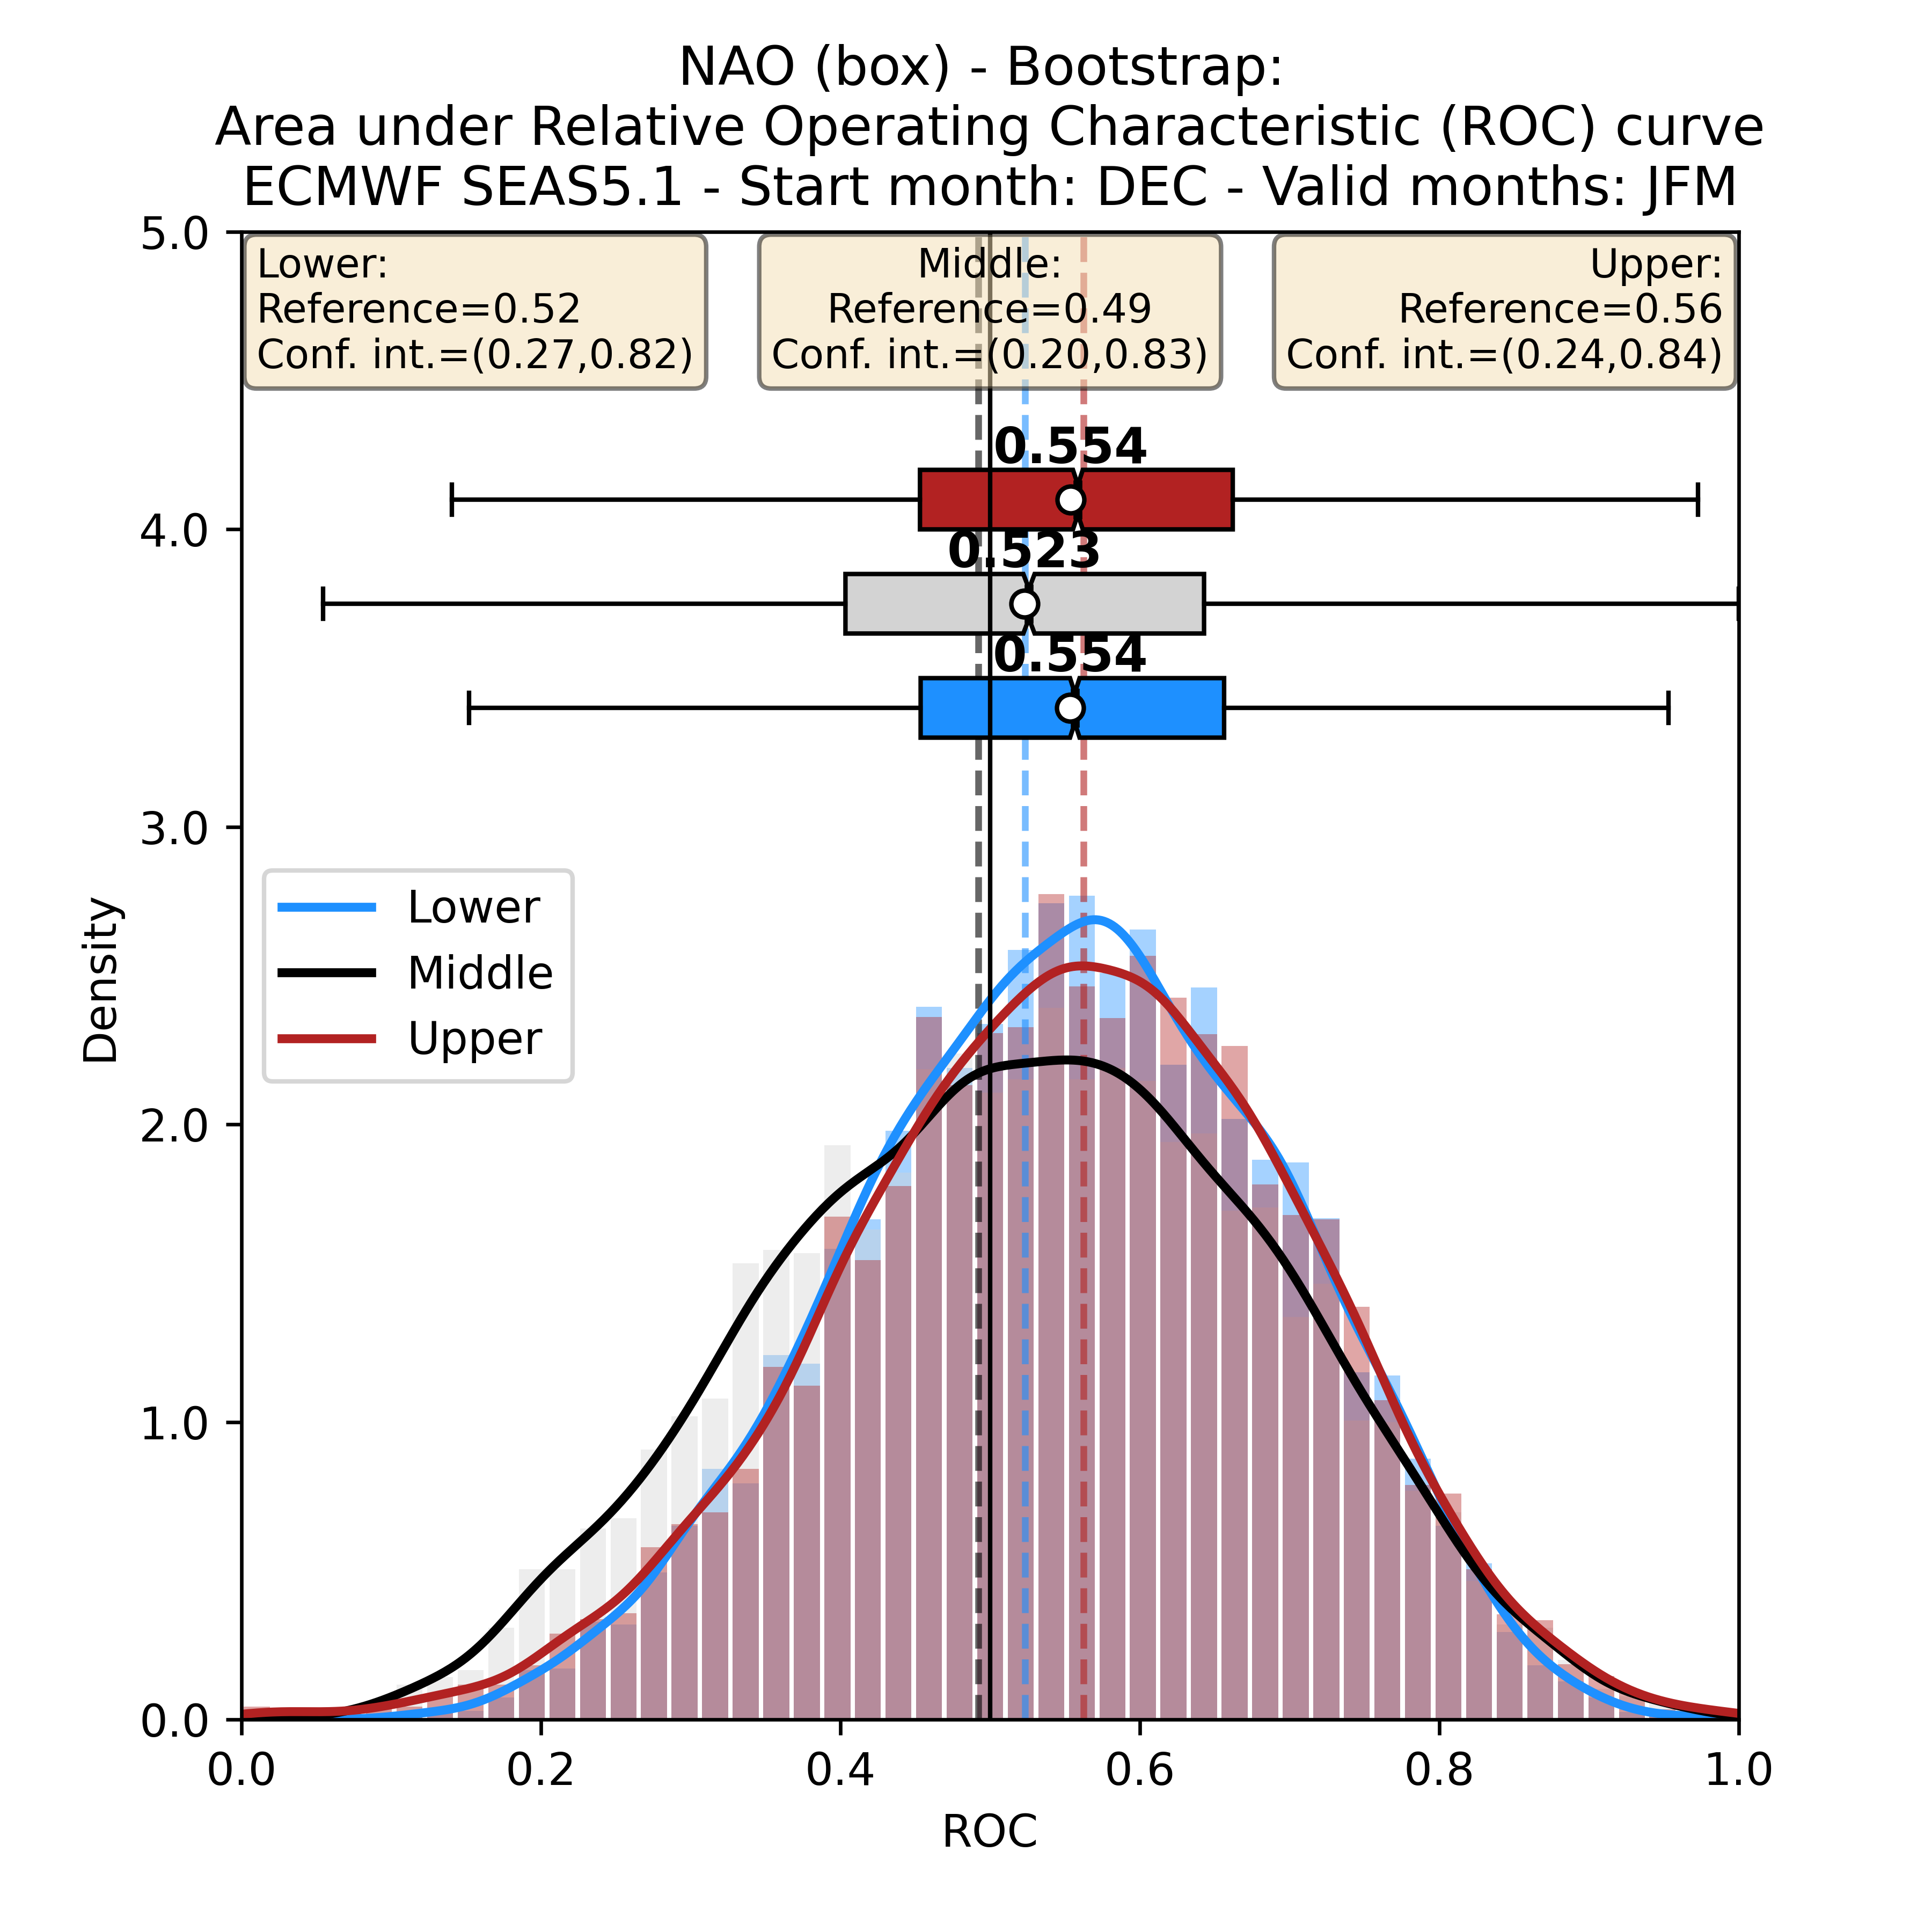 NAO (box) - Bootstrap:
Area under Relative Operating Characteristic (ROC) curve
ECMWF SEAS5.1 - Start month: DEC - Valid months: JFM
Lower:
Reference=0.52
Conf. int.=(0.27,0.82)
Middle:
Reference=0.49
Conf. int.=(0.20,0.83)
Upper:
Reference=0.56
Conf. int.=(0.24,0.84)
0.554
0.523
0.554
Lower
Middle
Upper
Density
5.0
4.0
3.0
2.0
1.0
0.0
0.0 0.2 0.4 0.6 0.8 1.0
ROC